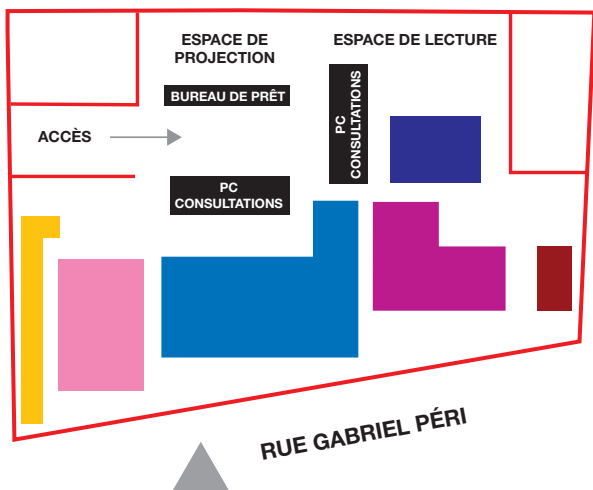 ESPACE DE
PROJECTION
ESPACE DE LECTURE
BUREAU DE PRÊT
PC
CONSULTATIONS
ACCÈS
PC
CONSULTATIONS
RUE GABRIEL PÉRI